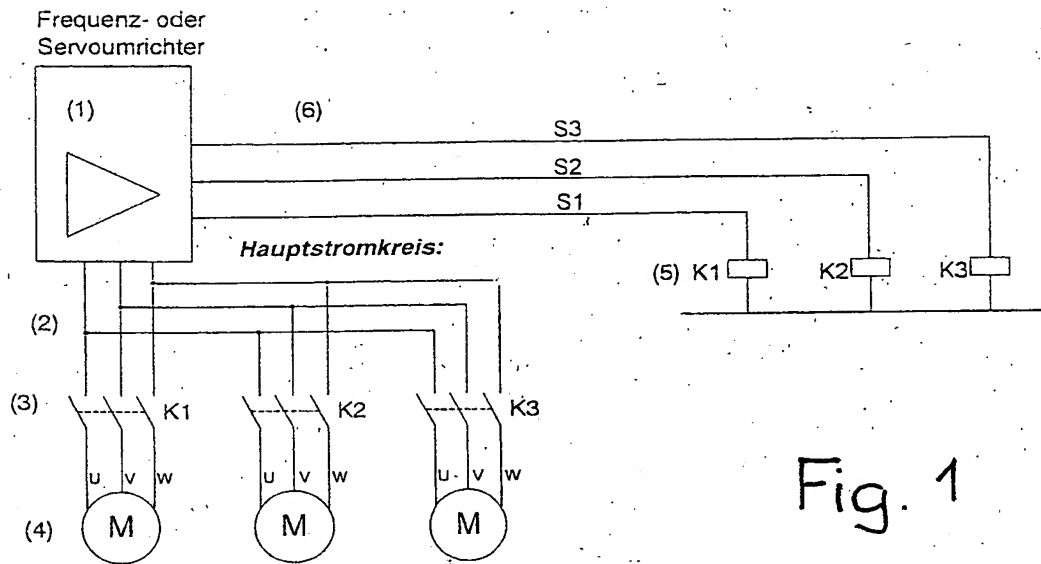 Frequenz- oder
Servoumrichter
(1)
(6)
S3
S2
S1
Hauptstromkreis:
(5) K1
K2
K3
(2)
(3)
K1
K2
K3
u v w
u v w
u v w
(4)
M
M
M
Fig. 1